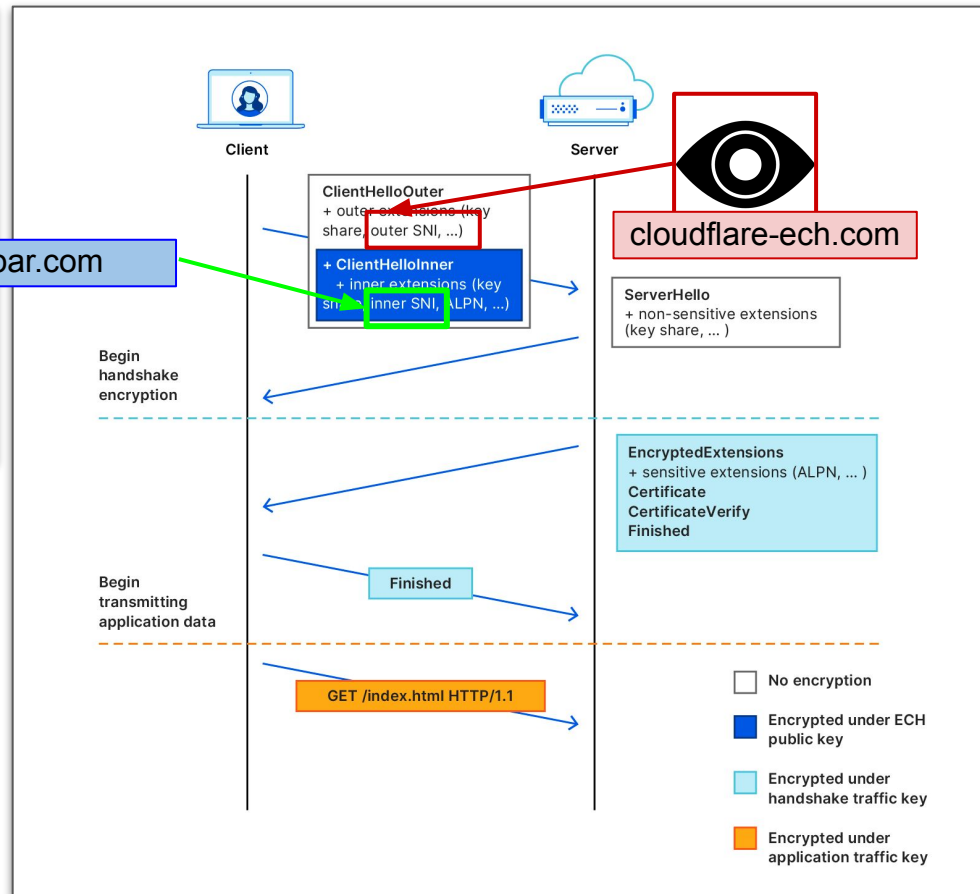 Client
Server
ClientHelloOuter
+ outer extensions (key
share, outer SNI, ...)
cloudflare-ech.com
bar.com
+ ClientHelloInner
+ inner extensions (key
inner SNI, ALPN, ...)
ServerHello
+ non-sensitive extensions
(key share, ... )
Begin
handshake
encryption
EncryptedExtensions
+ sensitive extensions (ALPN, ... )
Certificate
CertificateVerify
Finished
Begin
transmitting
application data
Finished
GET /index.html HTTP/1.1
No encryption
Encrypted under ECH
public key
Encrypted under
handshake traffic key
Encrypted under
application traffic key